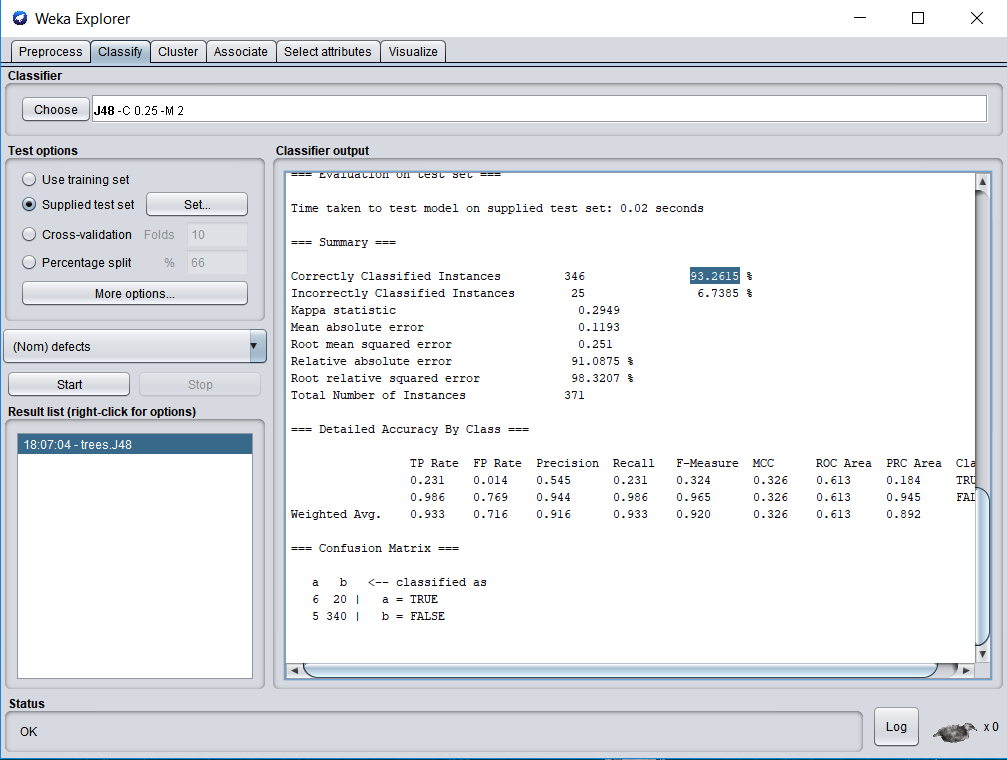 Weka Explorer
Preprocess Classify Cluster Associate Select attributes Visualize
Classifier
Choose J48 -C 0.25 -M 2
Test options
Use training set
Supplied test set Set...
Cross-validation Folds 10
Percentage split % 66
More options...
(Nom) defects
Start Stop
Result list (right-click for options)
18:07:04 - trees.J48
Classifier output
=== Evaluation on test set ===
Time taken to test model on supplied test set: 0.02 seconds
=== Summary ===
Correctly Classified Instances 346 93.2615 %
Incorrectly Classified Instances 25 6.7385 %
Kappa statistic 0.2949
Mean absolute error 0.1193
Root mean squared error 0.251
Relative absolute error 91.0875 %
Root relative squared error 98.3207 %
Total Number of Instances 371
=== Detailed Accuracy By Class ===
TP Rate FP Rate Precision Recall F-Measure MCC ROC Area PRC Area Cla
0.231 0.014 0.545 0.231 0.324 0.326 0.613 0.184 TRU
0.986 0.769 0.944 0.986 0.965 0.326 0.613 0.945 FAL
Weighted Avg. 0.933 0.716 0.916 0.933 0.920 0.326 0.613 0.892
=== Confusion Matrix ===
a b <-- classified as
6 20 | a = TRUE
5 340 | b = FALSE
Status
OK
Log x 0